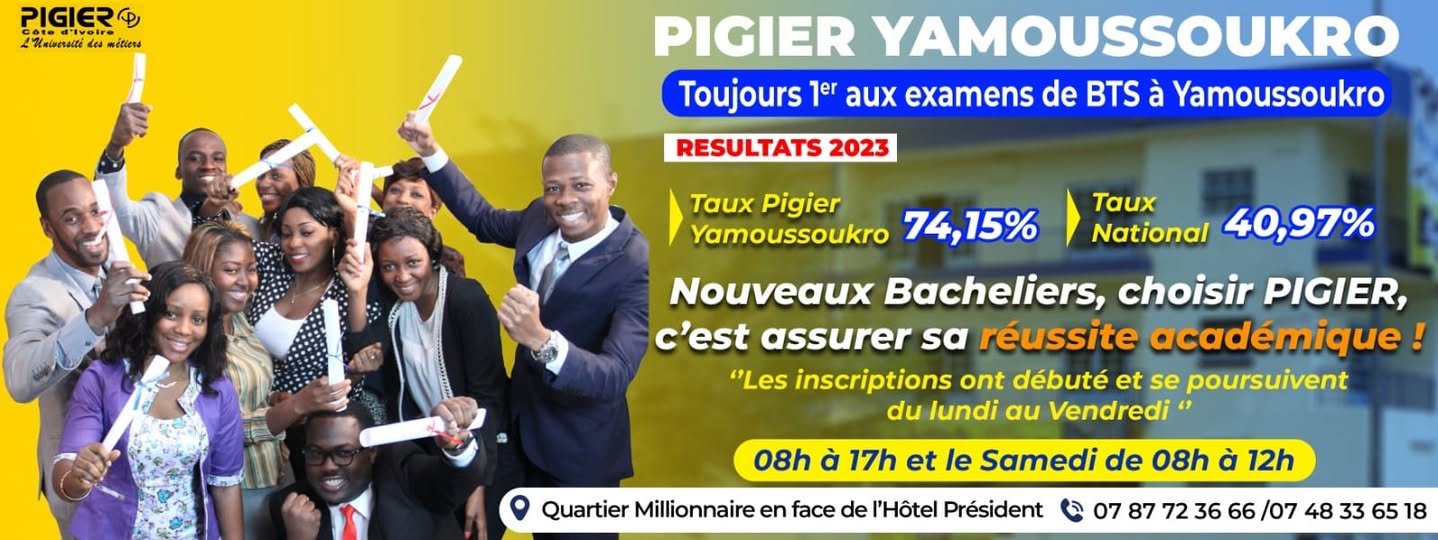 PIGIER
Côte d'Ivoire
L'Université des métiers
PIGIER YAMOUSSOUKRO
Toujours 1er aux examens de BTS à Yamoussoukro
RESULTATS 2023
Taux Pigier
Yamoussoukro 74,15%
Taux
National 40,97%
Nouveaux Bacheliers, choisir PIGIER,
c'est assurer sa réussite académique !
‘’Les inscriptions ont débuté et se poursuivent
du lundi au Vendredi ‘’
08h à 17h et le Samedi de 08h à 12h
Quartier Millionnaire en face de l'Hôtel Président 07 87 72 36 66 /07 48 33 65 18